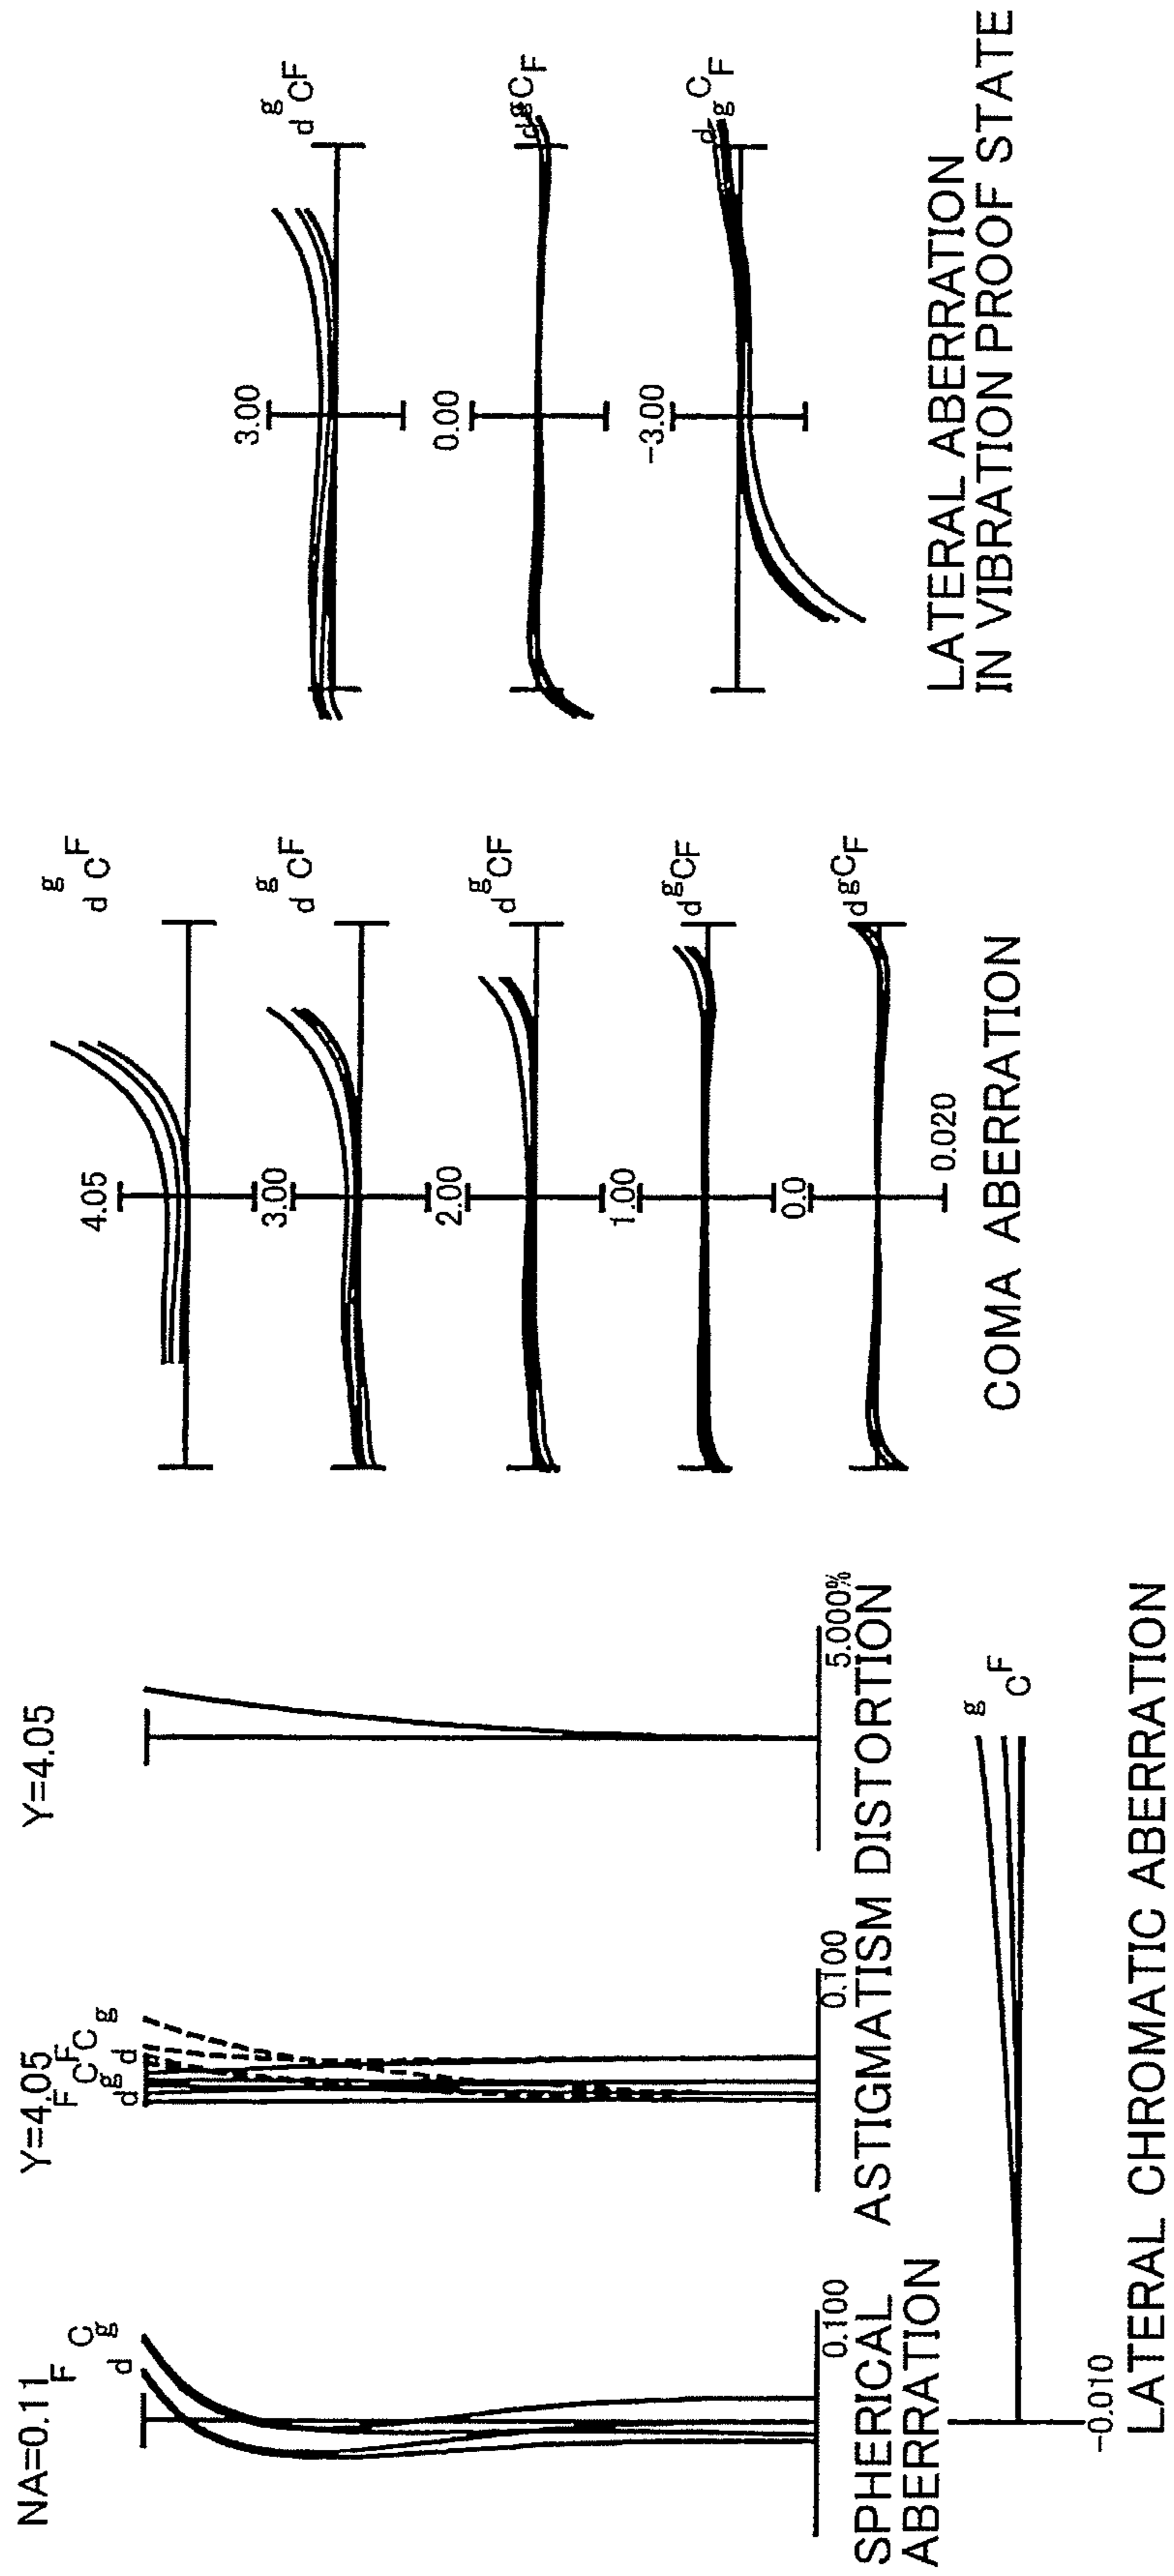 NA=0.11
F
C
d
g
0.100
SPHERICAL
ABERRATION
Y=4.05
F
C
F
C
d
g
d
g
0.100
ASTIGMATISM
Y=4.05
5.000%
DISTORTION
g
C
F
-0.010
LATERAL CHROMATIC ABERRATION
4.05
d
g
C
F
3.00
d
g
C
F
2.00
d
g
C
F
1.00
d
g
C
F
0.0
d
g
C
F
0.020
COMA ABERRATION
3.00
d
g
C
F
0.00
d
g
C
F
-3.00
d
g
C
F
LATERAL ABERRATION
IN VIBRATION PROOF STATE